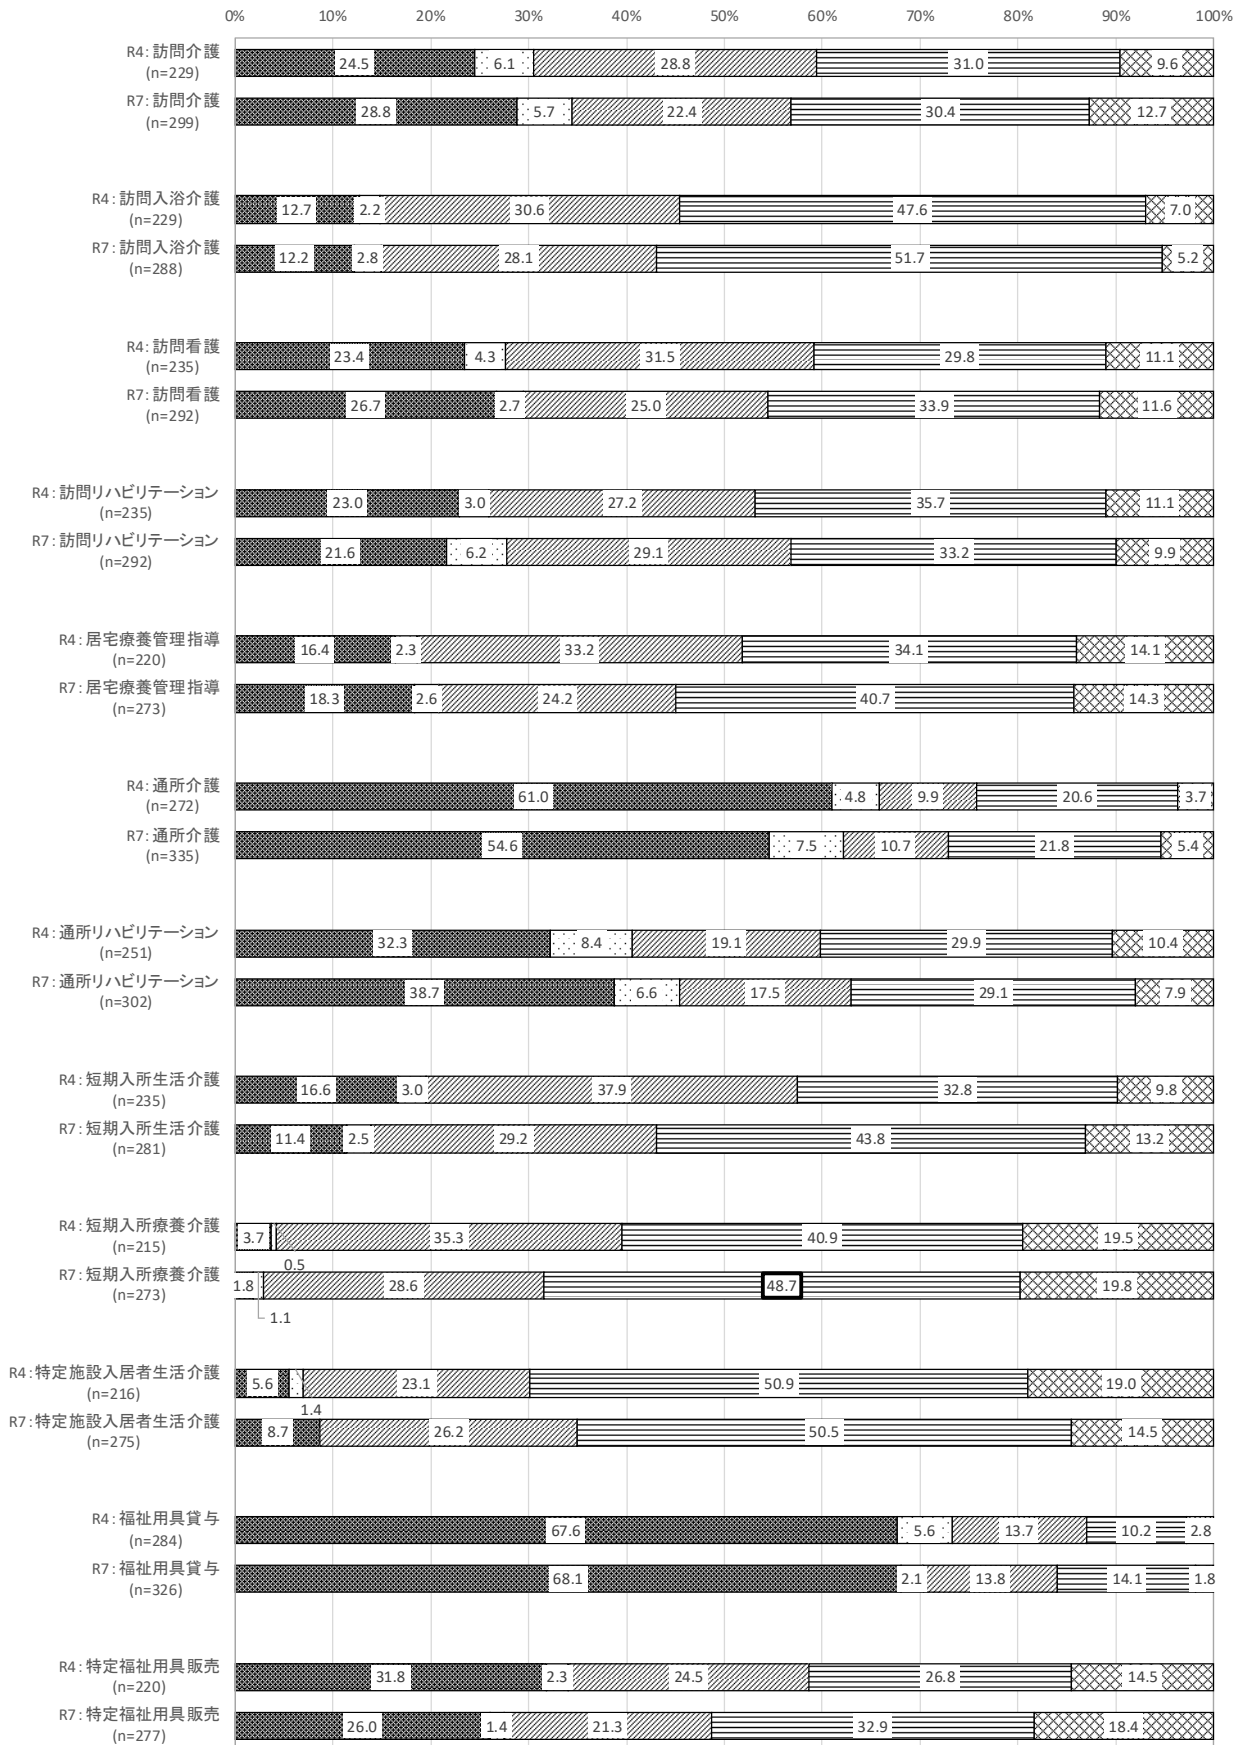 0% 10% 20% 30% 40% 50% 60% 70% 80% 90% 100%
R4:訪問介護
(n=229)
24.5 6.1 28.8 31.0 9.6
R7:訪問介護
(n=299)
28.8 5.7 22.4 30.4 12.7
R4:訪問入浴介護
(n=229)
12.7 2.2 30.6 47.6 7.0
R7:訪問入浴介護
(n=288)
12.2 2.8 28.1 51.7 5.2
R4:訪問看護
(n=235)
23.4 4.3 31.5 29.8 11.1
R7:訪問看護
(n=292)
26.7 2.7 25.0 33.9 11.6
R4:訪問リハビリテーション
(n=235)
23.0 3.0 27.2 35.7 11.1
R7:訪問リハビリテーション
(n=292)
21.6 6.2 29.1 33.2 9.9
R4:居宅療養管理指導
(n=220)
16.4 2.3 33.2 34.1 14.1
R7:居宅療養管理指導
(n=273)
18.3 2.6 24.2 40.7 14.3
R4:通所介護
(n=272)
61.0 4.8 9.9 20.6 3.7
R7:通所介護
(n=335)
54.6 7.5 10.7 21.8 5.4
R4:通所リハビリテーション
(n=251)
32.3 8.4 19.1 29.9 10.4
R7:通所リハビリテーション
(n=302)
38.7 6.6 17.5 29.1 7.9
R4:短期入所生活介護
(n=235)
16.6 3.0 37.9 32.8 9.8
R7:短期入所生活介護
(n=281)
11.4 2.5 29.2 43.8 13.2
R4:短期入所療養介護
(n=215)
3.7 35.3 40.9 19.5
0.5
R7:短期入所療養介護
(n=273)
1.8 28.6 48.7 19.8
1.1
R4:特定施設入居者生活介護
(n=216)
5.6 23.1 50.9 19.0
1.4
R7:特定施設入居者生活介護
(n=275)
8.7 26.2 50.5 14.5
R4:福祉用具貸与
(n=284)
67.6 5.6 13.7 10.2 2.8
R7:福祉用具貸与
(n=326)
68.1 2.1 13.8 14.1 1.8
R4:特定福祉用具販売
(n=220)
31.8 2.3 24.5 26.8 14.5
R7:特定福祉用具販売
(n=277)
26.0 1.4 21.3 32.9 18.4